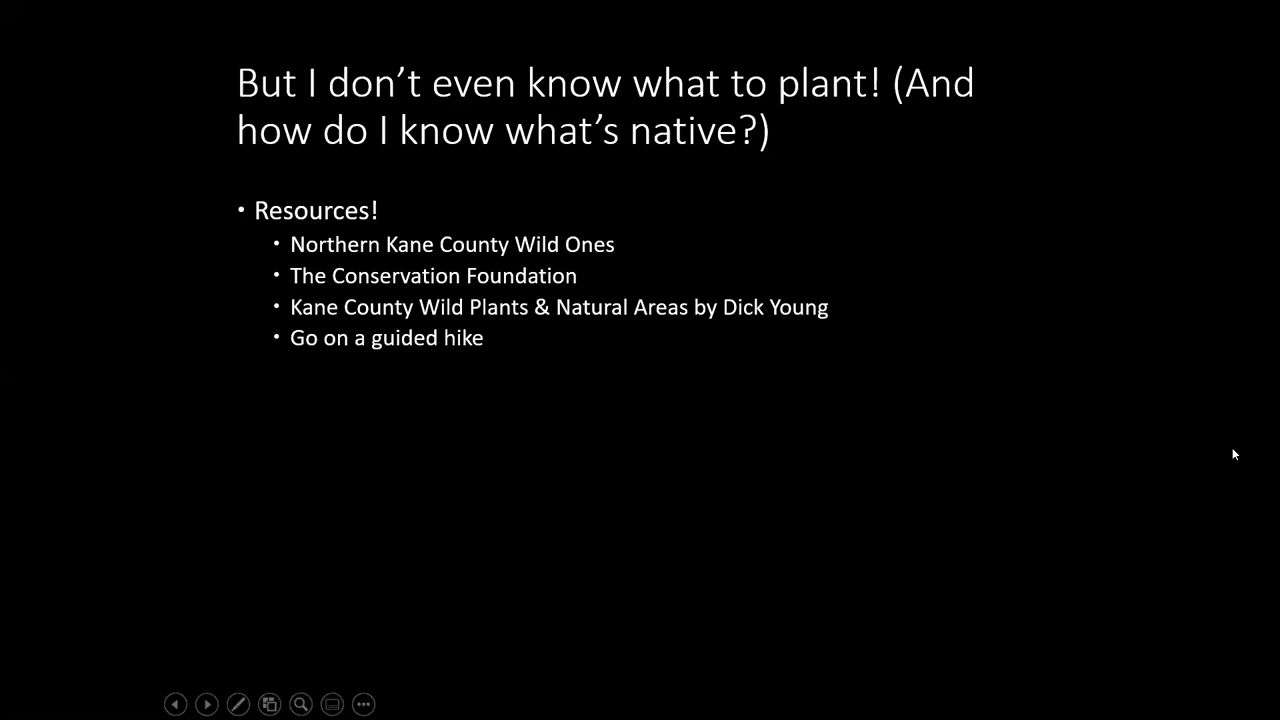 But I don’t even know what to plant! (And
how do I know what’s native?)
• Resources!
• Northern Kane County Wild Ones
• The Conservation Foundation
• Kane County Wild Plants & Natural Areas by Dick Young
• Go on a guided hike